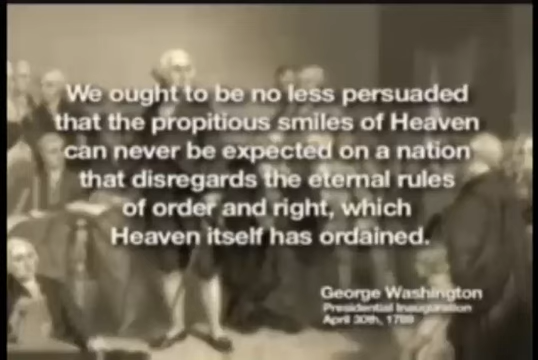 We ought to be no less persuaded
that the propitious smiles of Heaven
can never be expected on a nation
that disregards the eternal rules
of order and right, which
Heaven itself has ordained.
George Washington
Presidential Inauguration
April 30th, 1789